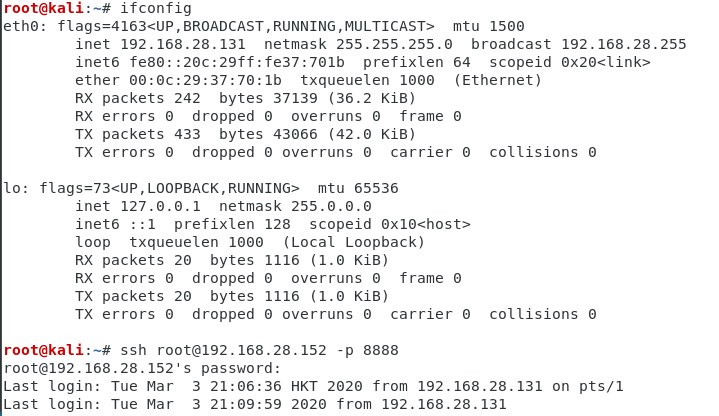 root@kali:~# ifconfig
eth0: flags=4163<UP,BROADCAST,RUNNING,MULTICAST>  mtu 1500
        inet 192.168.28.131  netmask 255.255.255.0  broadcast 192.168.28.255
        inet6 fe80::20c:29ff:fe37:701b  prefixlen 64  scopeid 0x20<link>
        ether 00:0c:29:37:70:1b  txqueuelen 1000  (Ethernet)
        RX packets 242  bytes 37139 (36.2 KiB)
        RX errors 0  dropped 0  overruns 0  frame 0
        TX packets 433  bytes 43066 (42.0 KiB)
        TX errors 0  dropped 0 overruns 0  carrier 0  collisions 0

lo: flags=73<UP,LOOPBACK,RUNNING>  mtu 65536
        inet 127.0.0.1  netmask 255.0.0.0
        inet6 ::1  prefixlen 128  scopeid 0x10<host>
        loop  txqueuelen 1000  (Local Loopback)
        RX packets 20  bytes 1116 (1.0 KiB)
        RX errors 0  dropped 0  overruns 0  frame 0
        TX packets 20  bytes 1116 (1.0 KiB)
        TX errors 0  dropped 0 overruns 0  carrier 0  collisions 0

root@kali:~# ssh root@192.168.28.152 -p 8888
root@192.168.28.152's password:
Last login: Tue Mar  3 21:06:36 HKT 2020 from 192.168.28.131 on pts/1
Last login: Tue Mar  3 21:09:59 2020 from 192.168.28.131